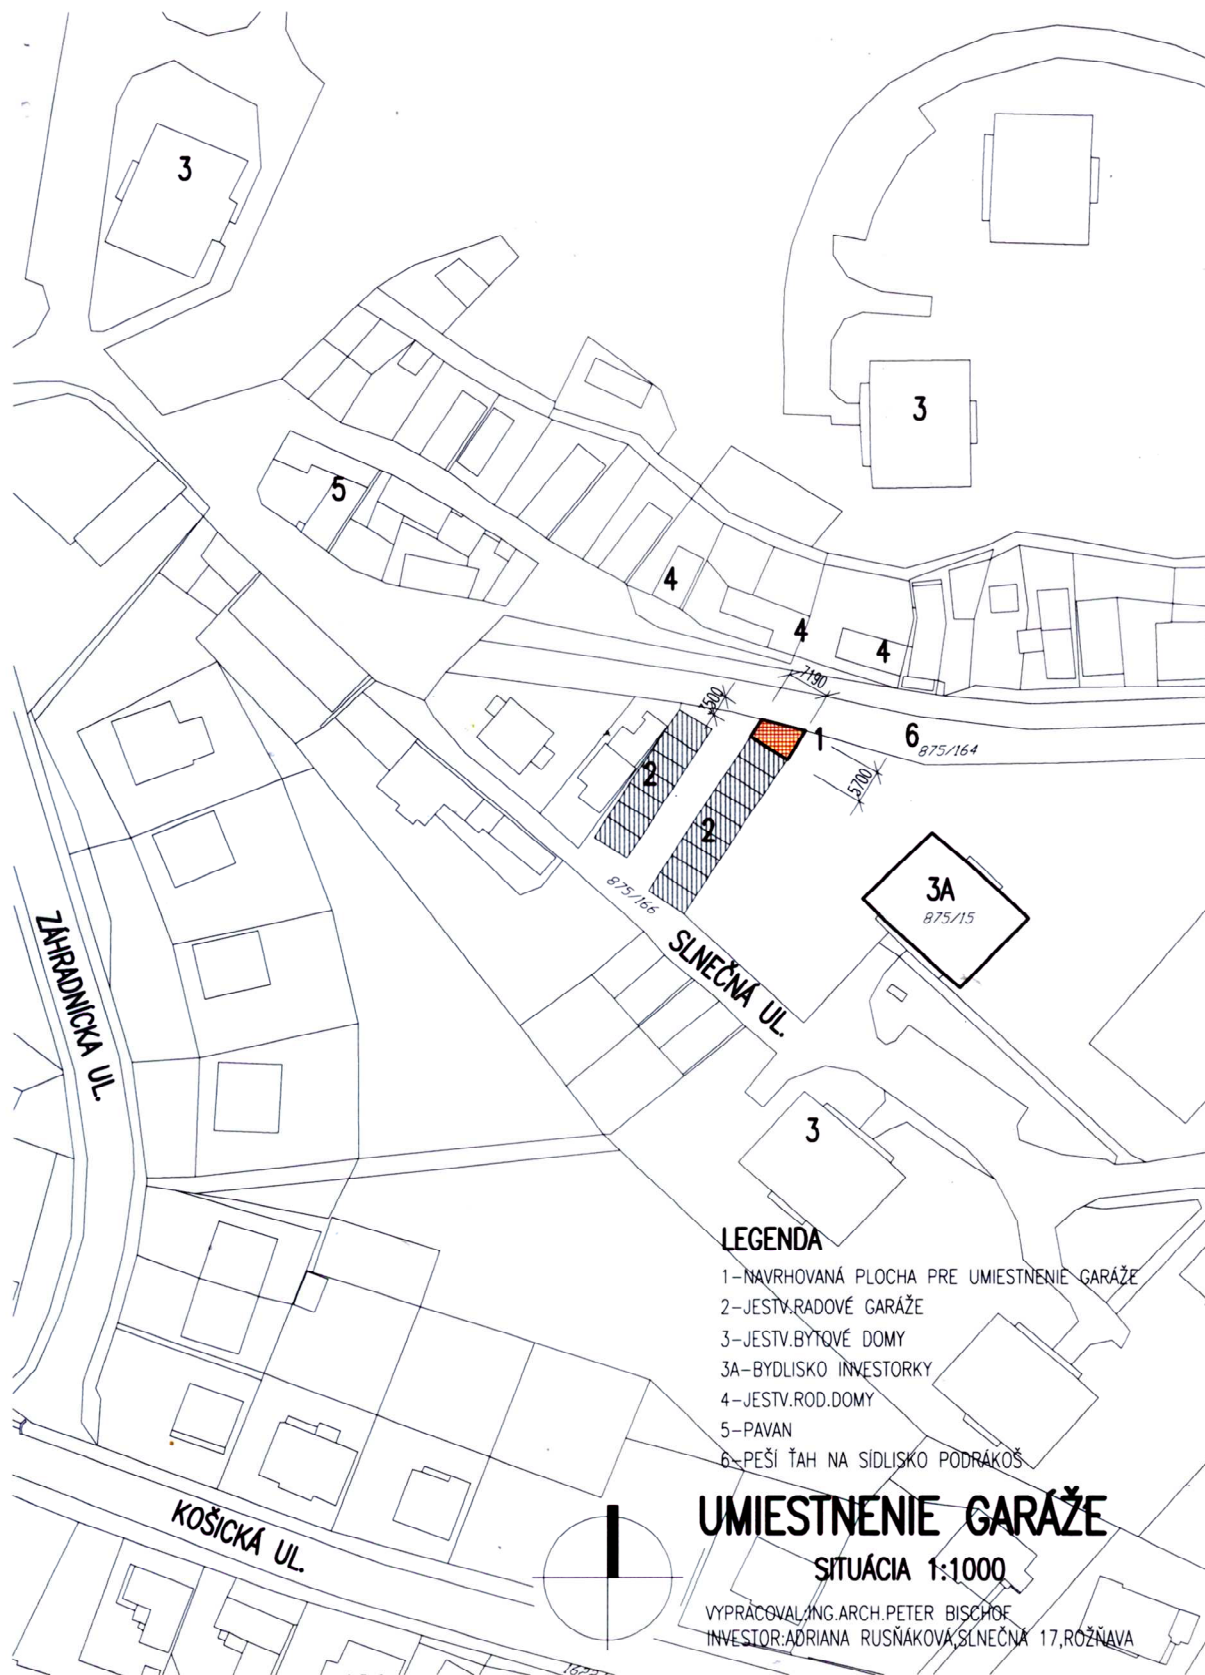 3
3
5
4
4
4
7190
7500
1
6
875/164
2
5700
2
3A
875/15
875/166
SLNEČNÁ UL.
ZÁHRADNÍCKA UL.
3
LEGENDA
1-NAVRHOVANÁ PLOCHA PRE UMIESTNENIE GARÁŽE
2-JESTV.RADOVÉ GARÁŽE
3-JESTV.BYTOVÉ DOMY
3A-BYDLISKO INVESTORKY
4-JESTV.ROD.DOMY
5-PAVAN
6-PEŠÍ ŤAH NA SÍDLISKO PODRÁKOŠ
KOŠICKÁ UL.
UMIESTNENIE GARÁŽE
SITUÁCIA 1:1000
VYPRACOVAL:ING.ARCH.PETER BISCHOF
INVESTOR:ADRIANA RUSŇÁKOVÁ,SLNEČNÁ 17,ROŽŇAVA